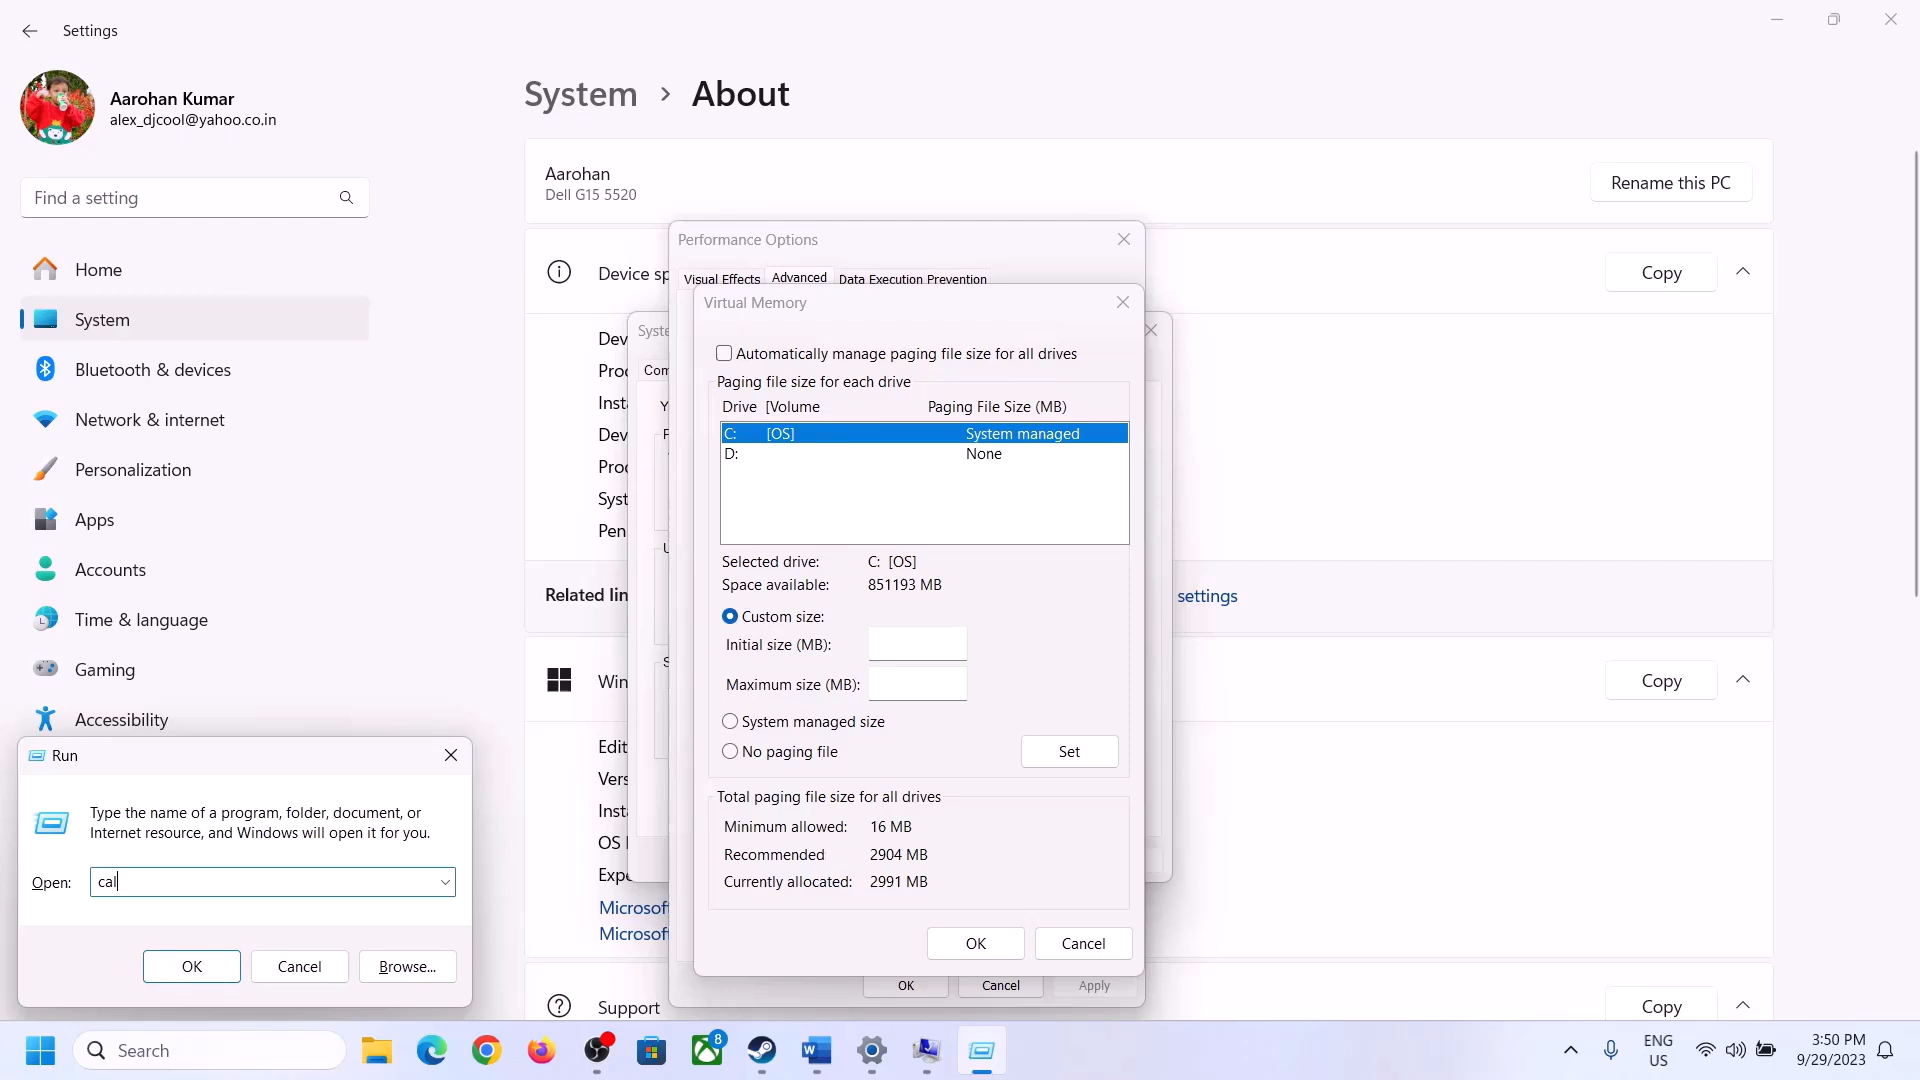 Settings
Aarohan Kumar
alex_djcool@yahoo.co.in
Find a setting
Home
System
Bluetooth & devices
Network & internet
Personalization
Apps
Accounts
Time & language
Gaming
Accessibility
System > About
Aarohan
Dell G15 5520
Rename this PC
Device sp
Copy
Dev
Proc
Insta
Dev
Proc
Syst
Pen
Related lin
settings
Win
Copy
Edit
Vers
Insta
OS
Expe
Microsof
Microsof
Support
Copy
Syste
Com
Y
Performance Options
Visual Effects
Advanced
Data Execution Prevention
OK
Cancel
Apply
Virtual Memory
Automatically manage paging file size for all drives
Paging file size for each drive
Drive [Volume Paging File Size (MB)
C: [OS] System managed
D: None
Selected drive: C: [OS]
Space available: 851193 MB
Custom size:
Initial size (MB):
Maximum size (MB):
System managed size
No paging file
Set
Total paging file size for all drives
Minimum allowed: 16 MB
Recommended 2904 MB
Currently allocated: 2991 MB
OK
Cancel
Run
Type the name of a program, folder, document, or
Internet resource, and Windows will open it for you.
Open: cal
OK
Cancel
Browse...
Search
8
ENG
US
3:50 PM
9/29/2023